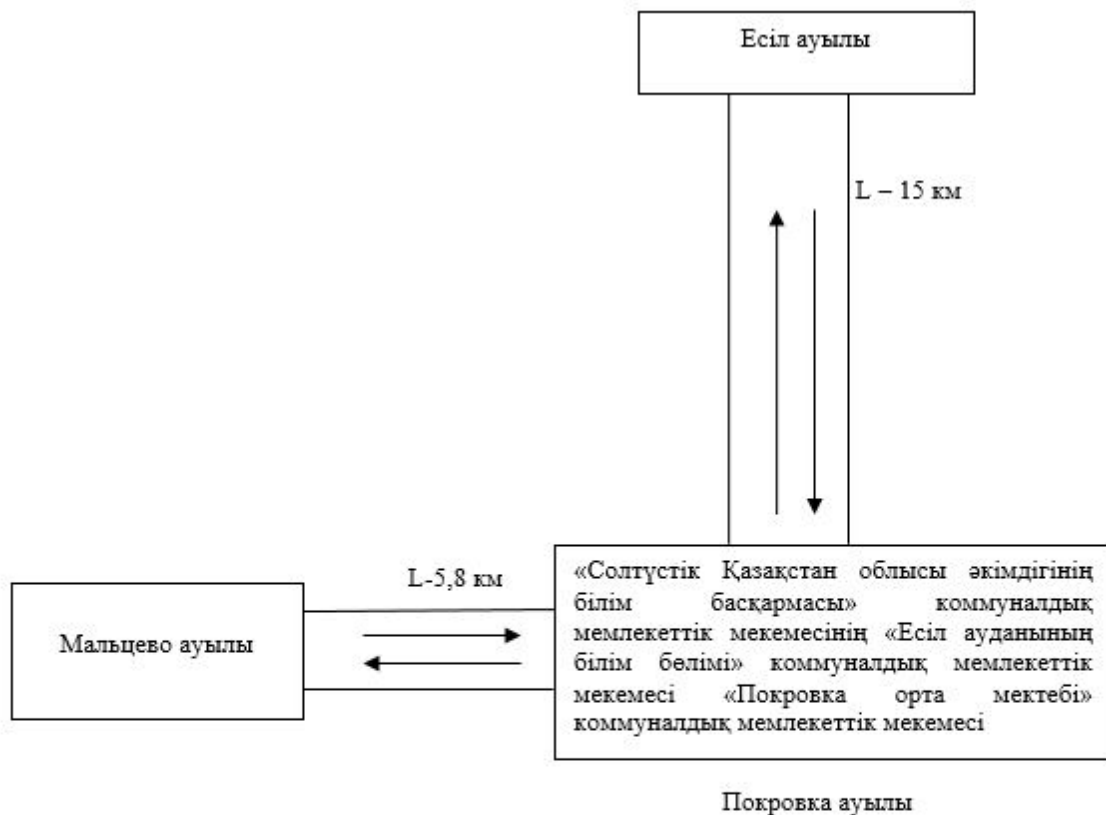 Есіл ауылы
L – 15 км
L-5,8 км
Мальцево ауылы
«Солтүстік Қазақстан облысы әкімдігінің
білім басқармасы» коммуналдық
мемлекеттік мекемесінің «Есіл ауданының
білім бөлімі» коммуналдық мемлекеттік
мекемесі «Покровка орта мектебі»
коммуналдық мемлекеттік мекемесі
Покровка ауылы